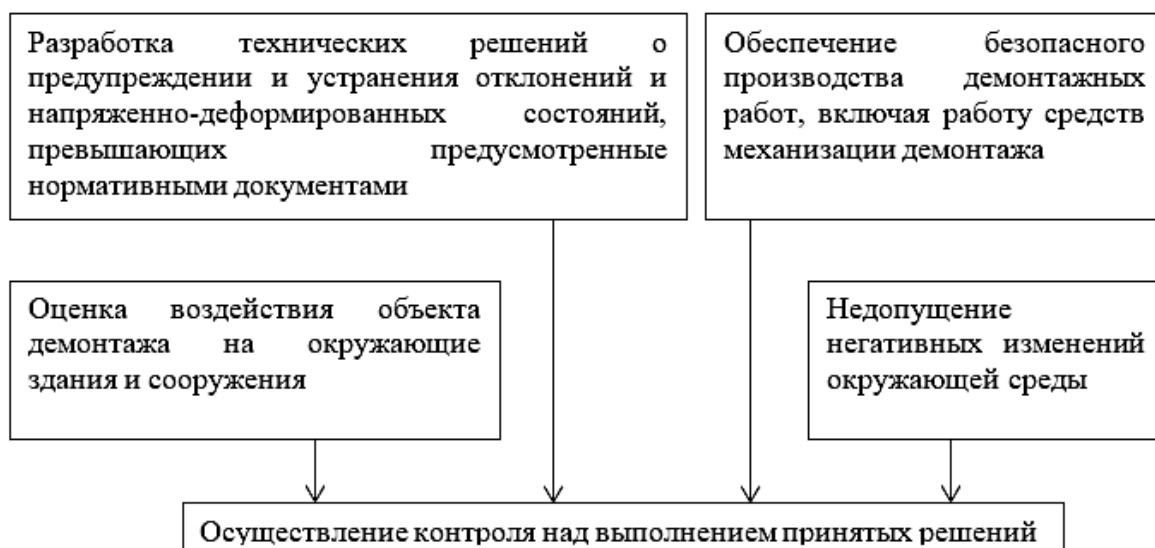 Разработка технических решений о
предупреждении и устранения отклонений и
напряженно-деформированных состояний,
превышающих предусмотренные
нормативными документами
Обеспечение безопасного
производства демонтажных
работ, включая работу средств
механизации демонтажа
Оценка воздействия объекта
демонтажа на окружающие
здания и сооружения
Недопущение
негативных изменений
окружающей среды
Осуществление контроля над выполнением принятых решений